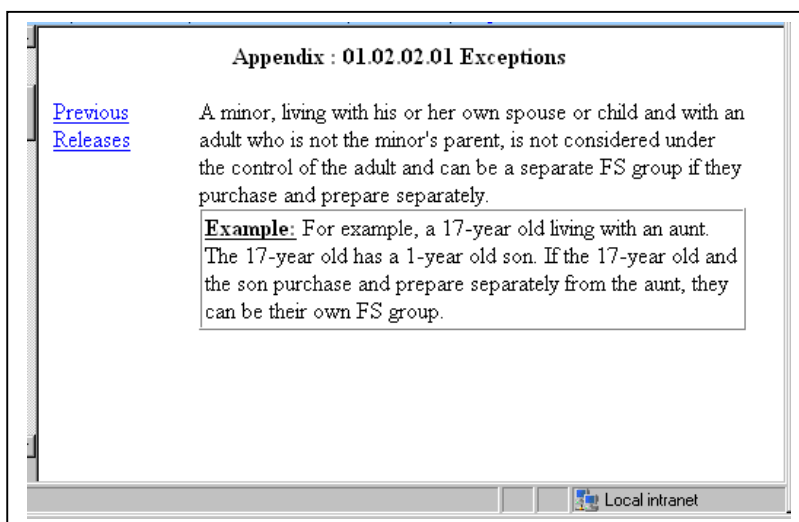 Appendix : 01.02.02.01 Exceptions
Previous
Releases
A minor, living with his or her own spouse or child and with an
adult who is not the minor's parent, is not considered under
the control of the adult and can be a separate FS group if they
purchase and prepare separately.
Example: For example, a 17-year old living with an aunt.
The 17-year old has a 1-year old son. If the 17-year old and
the son purchase and prepare separately from the aunt, they
can be their own FS group.
Local intranet